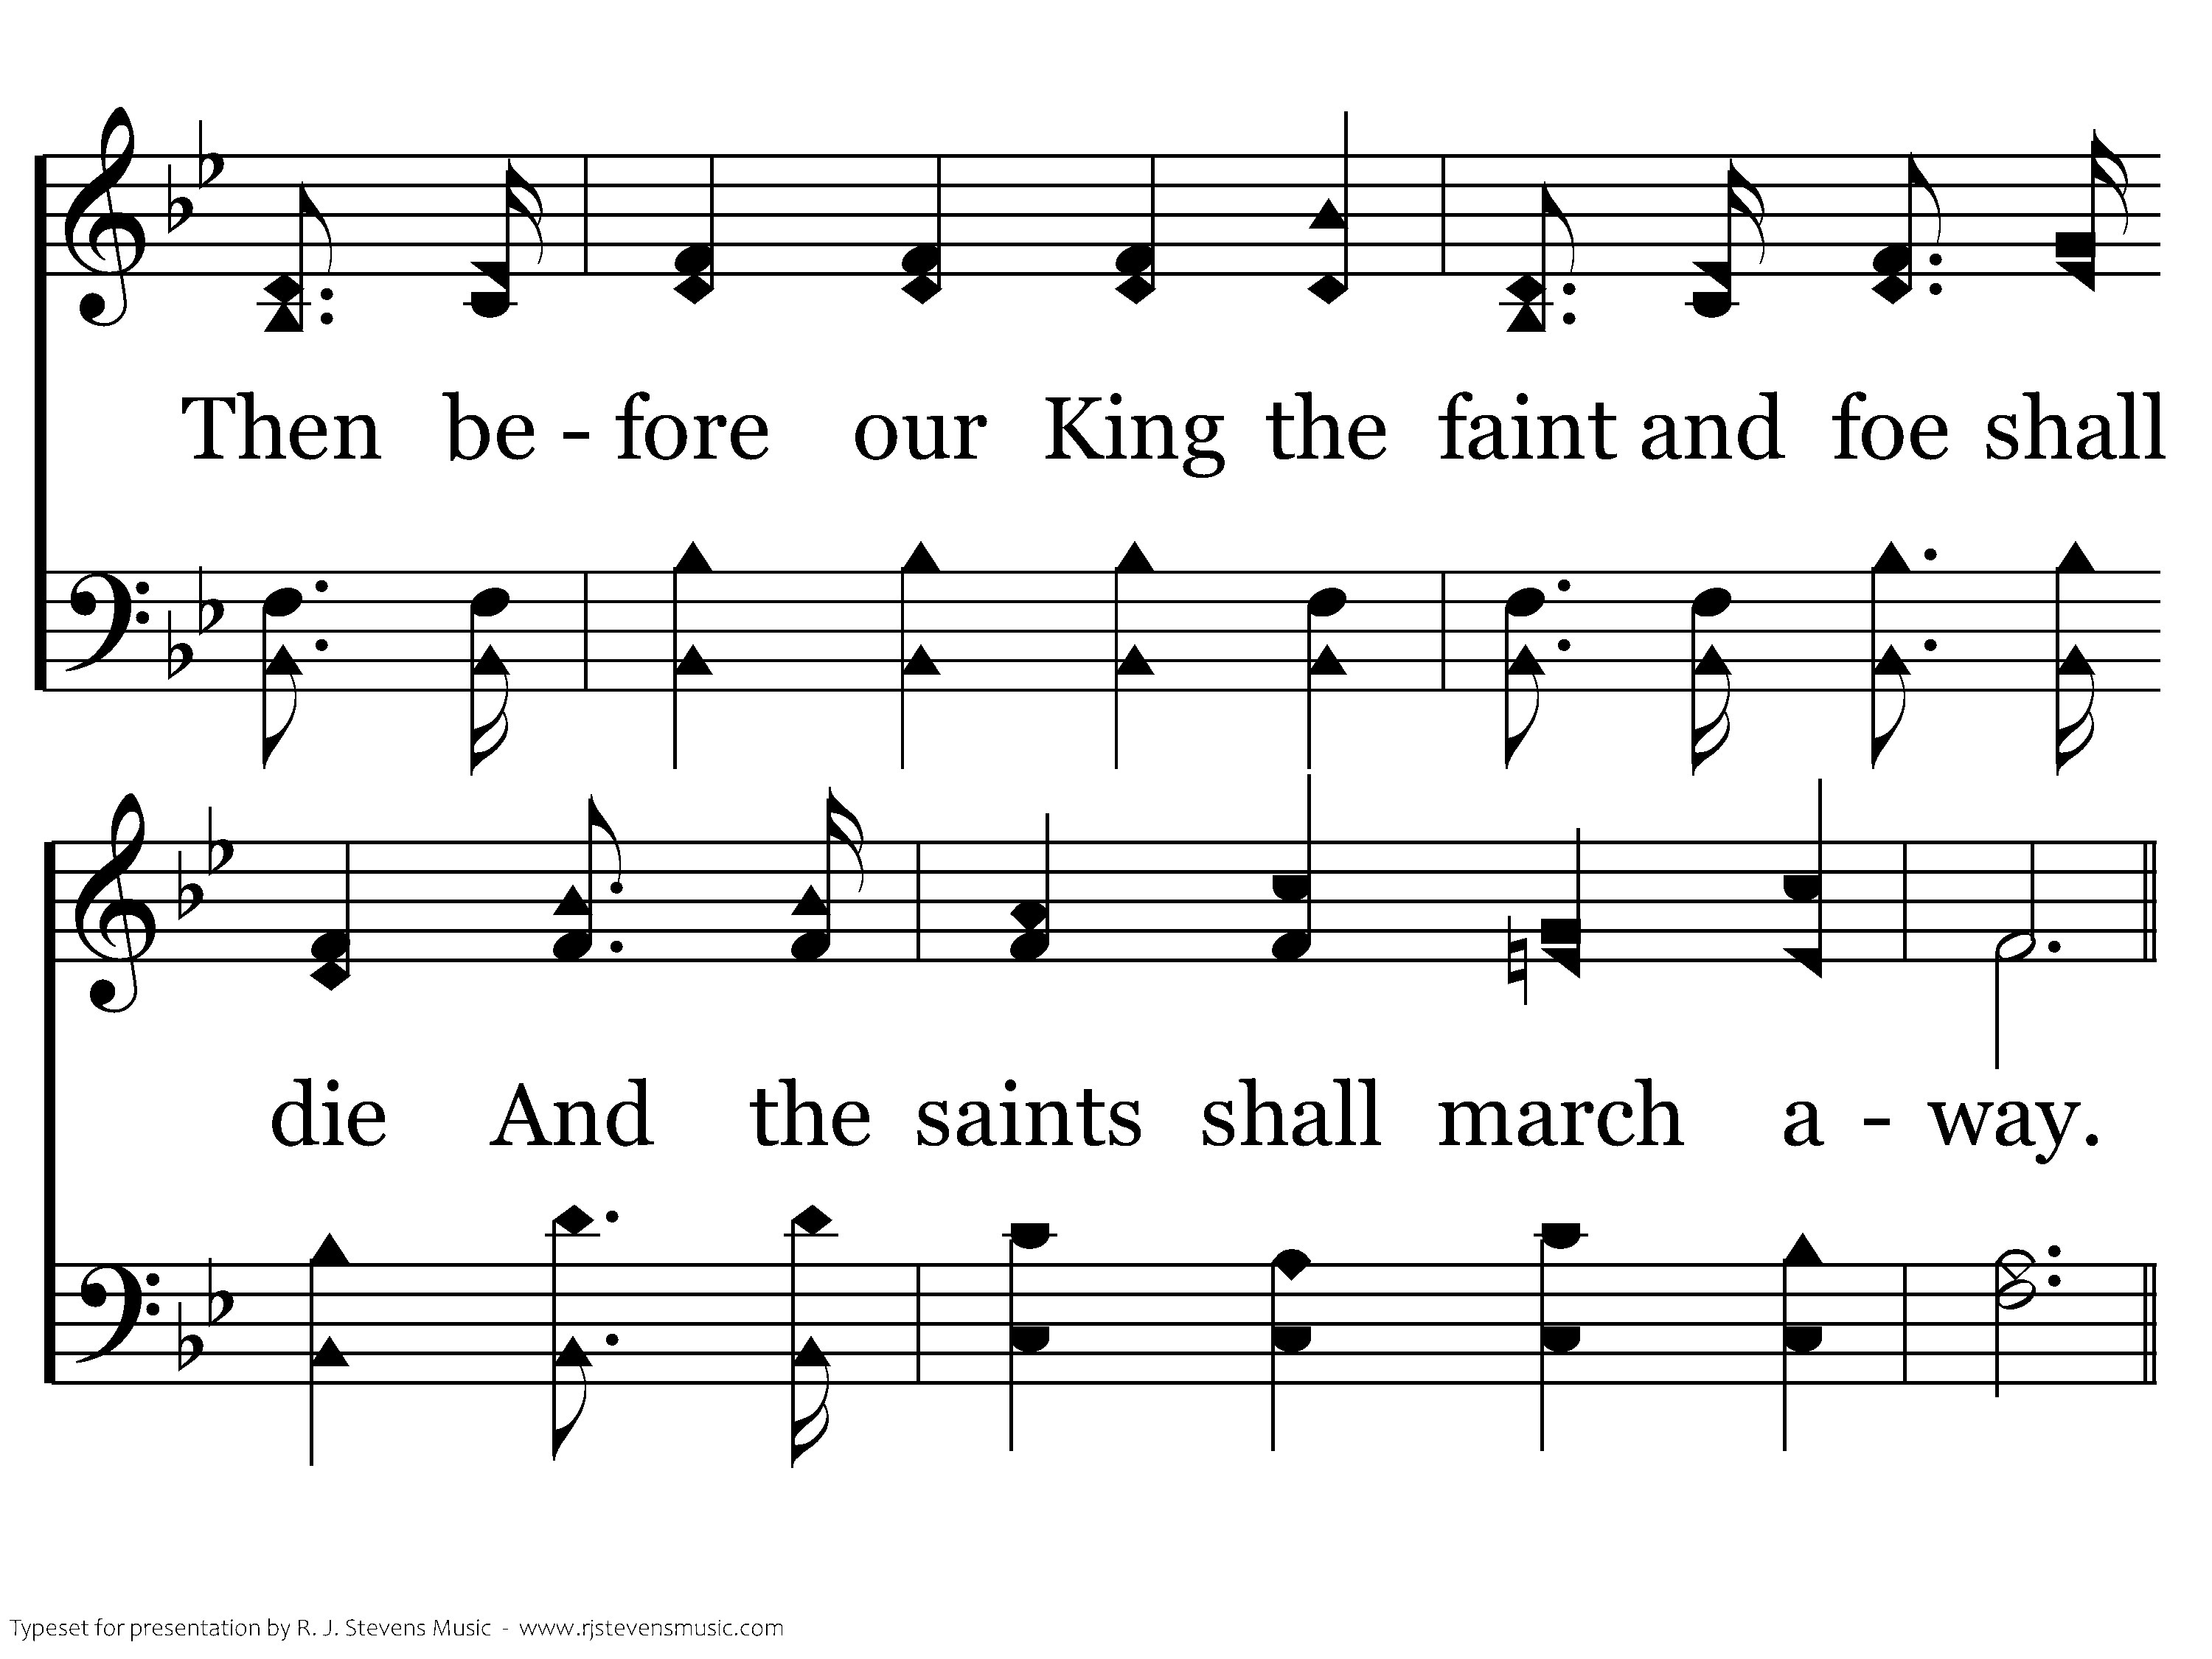 Then be - fore our King the faint and foe shall
die And the saints shall march a - way.
Typeset for presentation by R. J. Stevens Music - www.rjstevensmusic.com